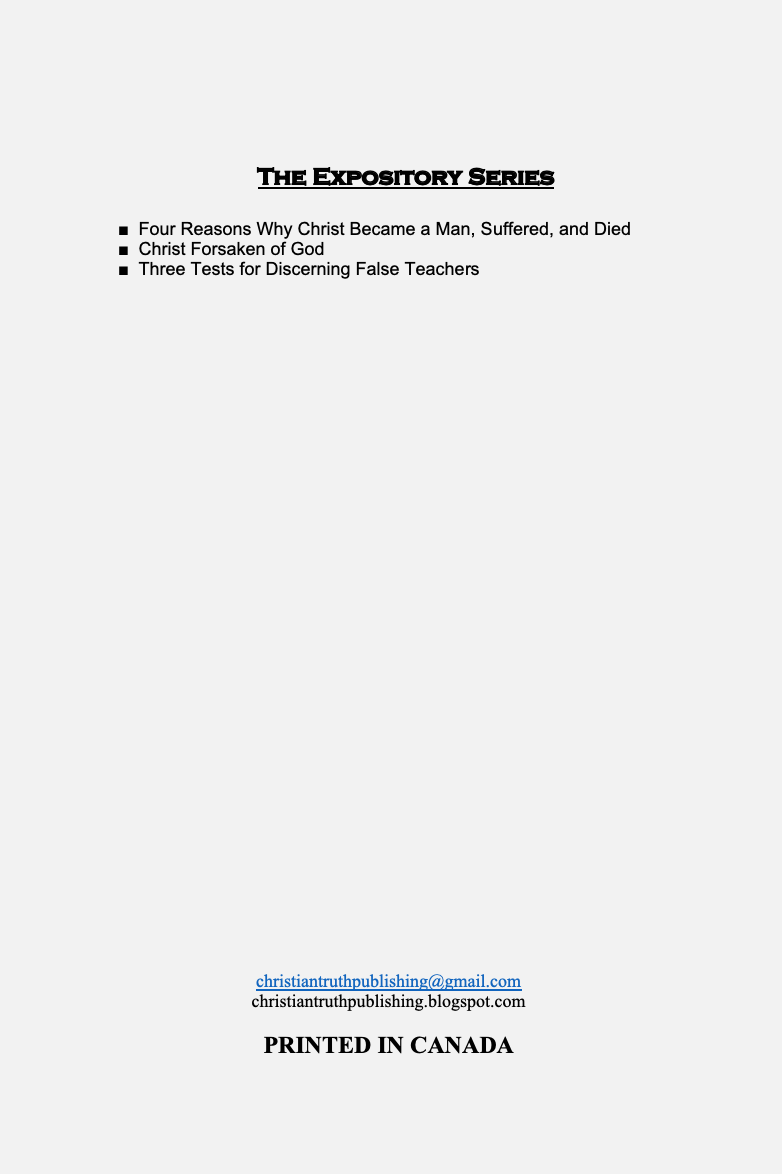 The Expository Series
■ Four Reasons Why Christ Became a Man, Suffered, and Died
■ Christ Forsaken of God
■ Three Tests for Discerning False Teachers
christiantruthpublishing@gmail.com
christiantruthpublishing.blogspot.com
PRINTED IN CANADA